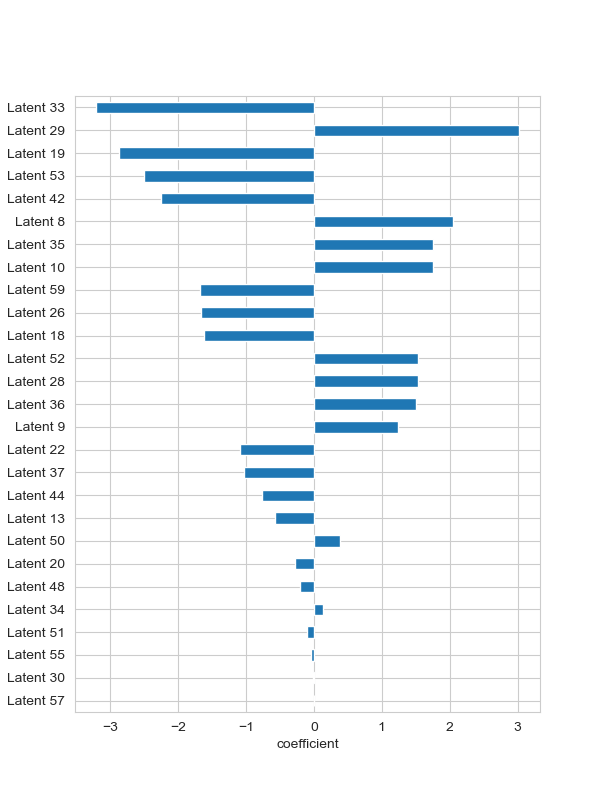 Latent 33
Latent 29
Latent 19
Latent 53
Latent 42
Latent 8
Latent 35
Latent 10
Latent 59
Latent 26
Latent 18
Latent 52
Latent 28
Latent 36
Latent 9
Latent 22
Latent 37
Latent 44
Latent 13
Latent 50
Latent 20
Latent 48
Latent 34
Latent 51
Latent 55
Latent 30
Latent 57
−3 −2 −1 0 1 2 3
coefficient